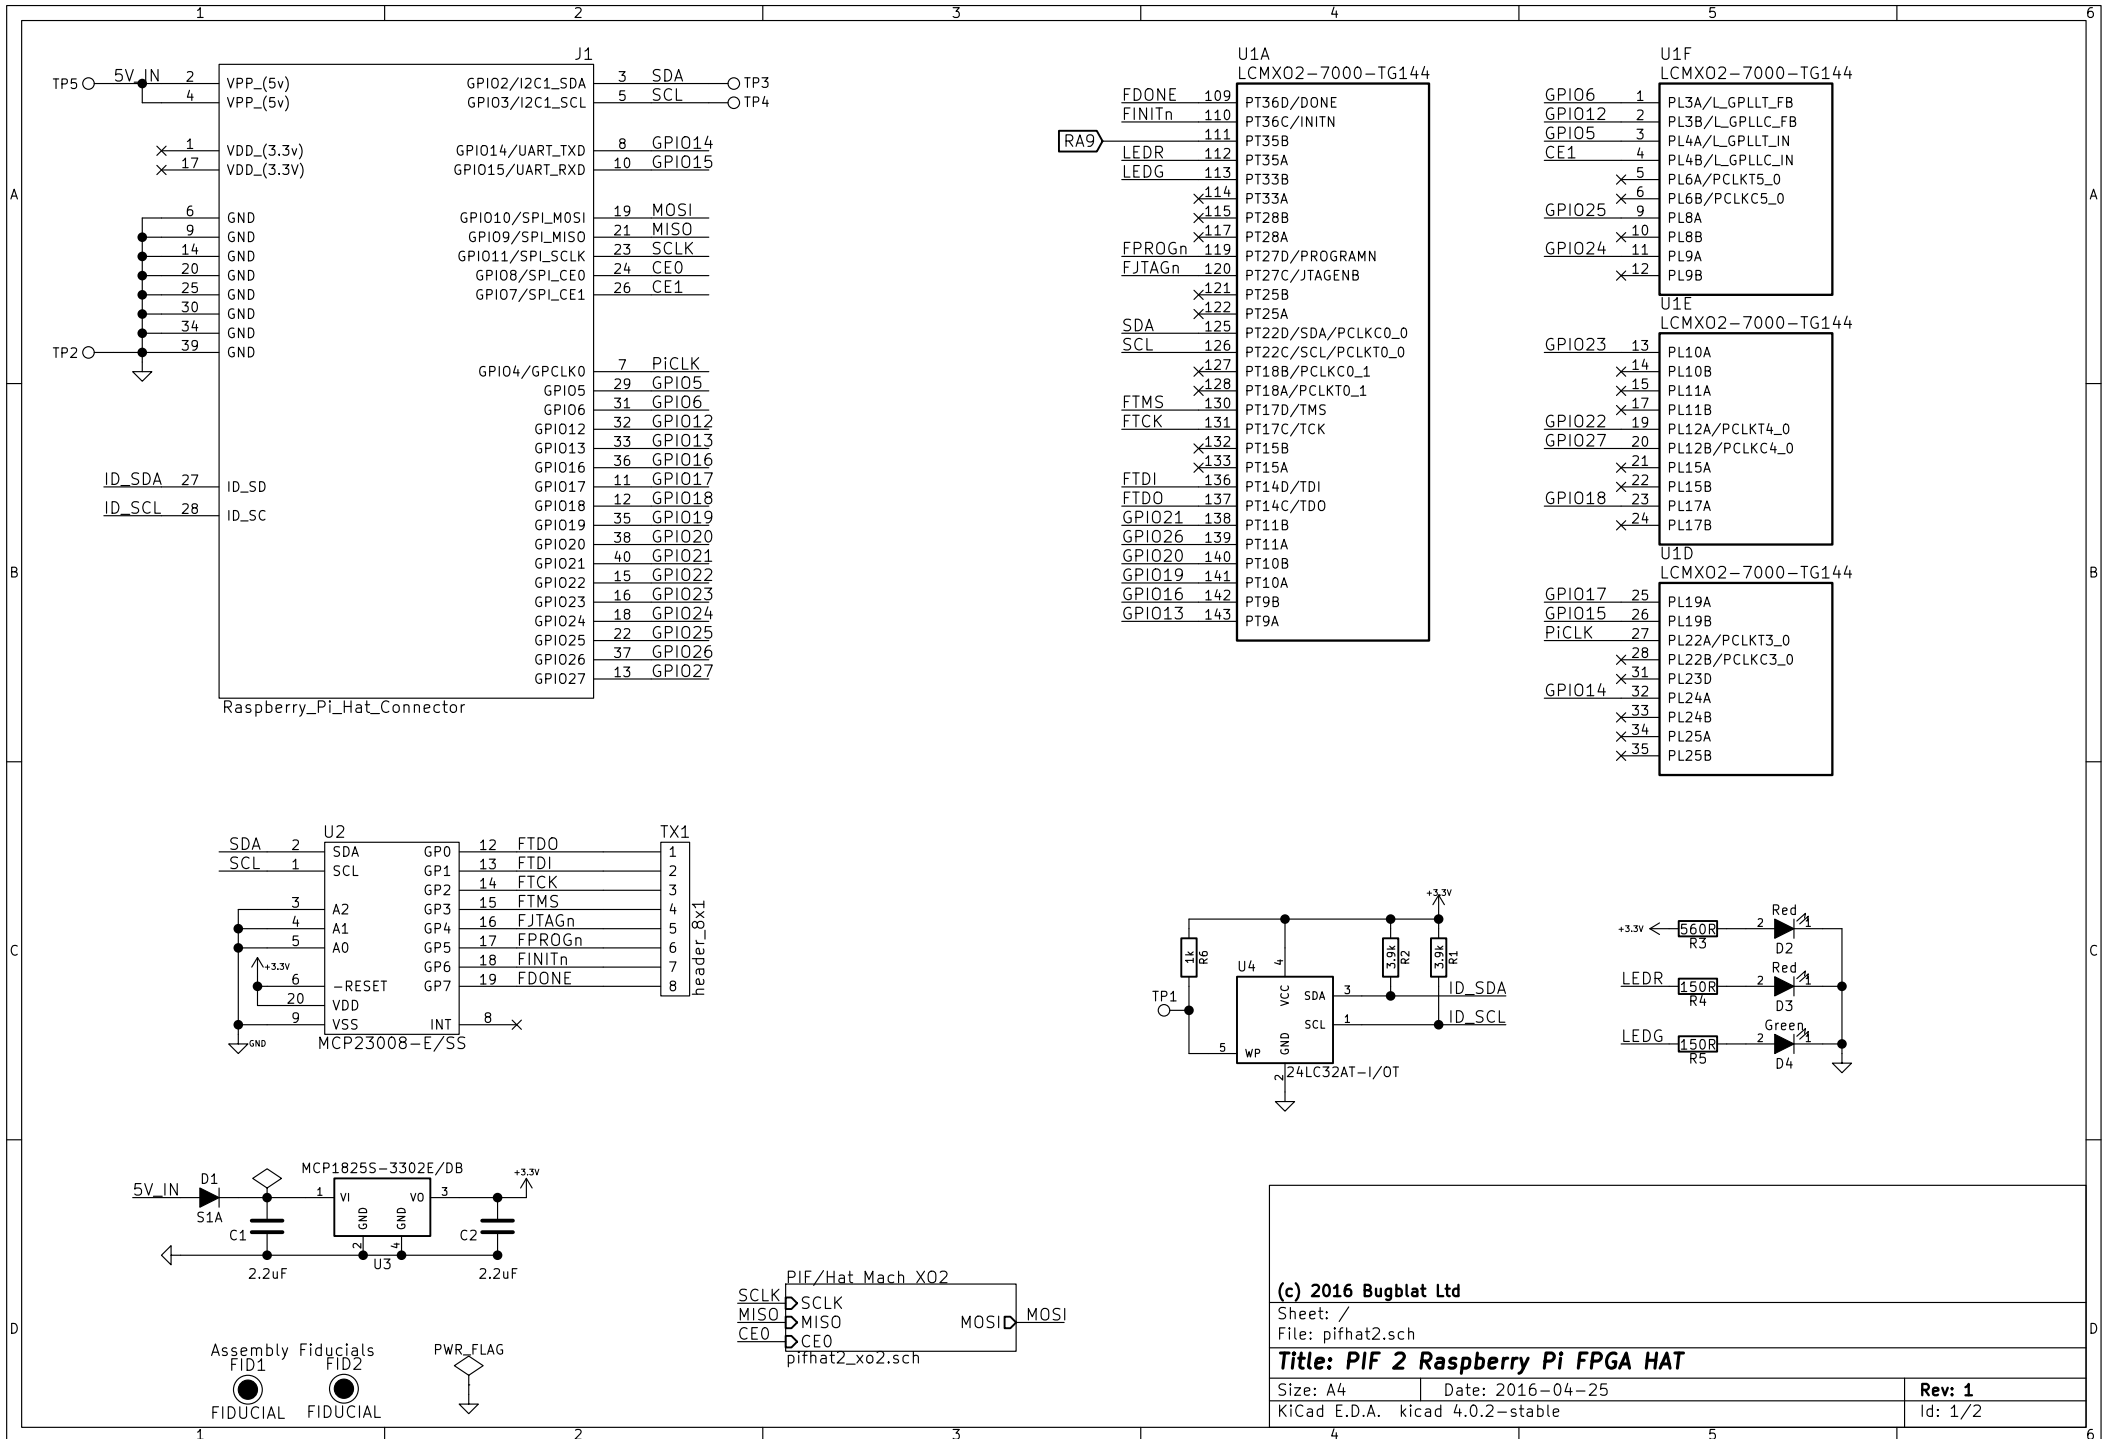 1 2 3 4 5 6
A
B
C
D
J1
TP5 5V_IN 2 VPP_(5v) GPIO2/I2C1_SDA 3 SDA TP3
4 VPP_(5v) GPIO3/I2C1_SCL 5 SCL TP4
1 VDD_(3.3v) GPIO14/UART_TXD 8 GPIO14
17 VDD_(3.3V) GPIO15/UART_RXD 10 GPIO15
6 GND GPIO10/SPI_MOSI 19 MOSI
9 GND GPIO9/SPI_MISO 21 MISO
14 GND GPIO11/SPI_SCLK 23 SCLK
20 GND GPIO8/SPI_CE0 24 CE0
25 GND GPIO7/SPI_CE1 26 CE1
30 GND
34 GND
TP2 39 GND
GPIO4/GPCLK0 7 PiCLK
GPIO5 29 GPIO5
GPIO6 31 GPIO6
GPIO12 32 GPIO12
GPIO13 33 GPIO13
GPIO16 36 GPIO16
ID_SDA 27 ID_SD GPIO17 11 GPIO17
GPIO18 12 GPIO18
ID_SCL 28 ID_SC GPIO19 35 GPIO19
GPIO20 38 GPIO20
GPIO21 40 GPIO21
GPIO22 15 GPIO22
GPIO23 16 GPIO23
GPIO24 18 GPIO24
GPIO25 22 GPIO25
GPIO26 37 GPIO26
GPIO27 13 GPIO27
Raspberry_Pi_Hat_Connector
U1A
LCMXO2-7000-TG144
FDONE 109 PT36D/DONE
FINITn 110 PT36C/INITN
RA9 111 PT35B
LEDR 112 PT35A
LEDG 113 PT33B
114 PT33A
115 PT28B
117 PT28A
FPROGn 119 PT27D/PROGRAMN
FJTAGn 120 PT27C/JTAGENB
121 PT25B
122 PT25A
SDA 125 PT22D/SDA/PCLKC0_0
SCL 126 PT22C/SCL/PCLKT0_0
127 PT18B/PCLKC0_1
128 PT18A/PCLKT0_1
FTMS 130 PT17D/TMS
FTCK 131 PT17C/TCK
132 PT15B
133 PT15A
FTDI 136 PT14D/TDI
FTDO 137 PT14C/TDO
GPIO21 138 PT11B
GPIO26 139 PT11A
GPIO20 140 PT10B
GPIO19 141 PT10A
GPIO16 142 PT9B
GPIO13 143 PT9A
U1F
LCMXO2-7000-TG144
GPIO6 1 PL3A/L_GPLLT_FB
GPIO12 2 PL3B/L_GPLLC_FB
GPIO5 3 PL4A/L_GPLLT_IN
CE1 4 PL4B/L_GPLLC_IN
5 PL6A/PCLKT5_0
6 PL6B/PCLKC5_0
GPIO25 9 PL8A
10 PL8B
GPIO24 11 PL9A
12 PL9B
U1E
LCMXO2-7000-TG144
GPIO23 13 PL10A
14 PL10B
15 PL11A
17 PL11B
GPIO22 19 PL12A/PCLKT4_0
GPIO27 20 PL12B/PCLKC4_0
21 PL15A
22 PL15B
GPIO18 23 PL17A
24 PL17B
U1D
LCMXO2-7000-TG144
GPIO17 25 PL19A
GPIO15 26 PL19B
PiCLK 27 PL22A/PCLKT3_0
28 PL22B/PCLKC3_0
31 PL23D
GPIO14 32 PL24A
33 PL24B
34 PL25A
35 PL25B
U2 TX1
SDA 2 SDA GP0 12 FTDO 1
SCL 1 SCL GP1 13 FTDI 2
GP2 14 FTCK 3
3 A2 GP3 15 FTMS 4
4 A1 GP4 16 FJTAGn 5
5 A0 GP5 17 FPROGn 6
+3.3V GP6 18 FINITn 7
6 -RESET GP7 19 FDONE 8
20 VDD
9 VSS INT 8
GND
MCP23008-E/SS
header_8x1
+3.3V
1k R6
3.9k R2
3.9k R1
U4
4 VCC
TP1
SDA 3 ID_SDA
SCL 1 ID_SCL
5 WP
GND 2
24LC32AT-I/OT
+3.3V 560R R3 2 Red 1 D2
LEDR 150R R4 2 Red 1 D3
LEDG 150R R5 2 Green 1 D4
MCP1825S-3302E/DB
5V_IN D1 S1A 1 VI VO 3 +3.3V
GND GND
2 4
C1 2.2uF
U3
C2 2.2uF
PIF/Hat Mach XO2
SCLK SCLK
MISO MISO MOSI MOSI
CE0 CE0
pifhat2_xo2.sch
Assembly Fiducials
FID1 FID2
FIDUCIAL FIDUCIAL
PWR_FLAG
(c) 2016 Bugblat Ltd
Sheet: /
File: pifhat2.sch
Title: PIF 2 Raspberry Pi FPGA HAT
Size: A4 Date: 2016-04-25 Rev: 1
KiCad E.D.A. kicad 4.0.2-stable Id: 1/2
A
B
C
D
1 2 3 4 5 6